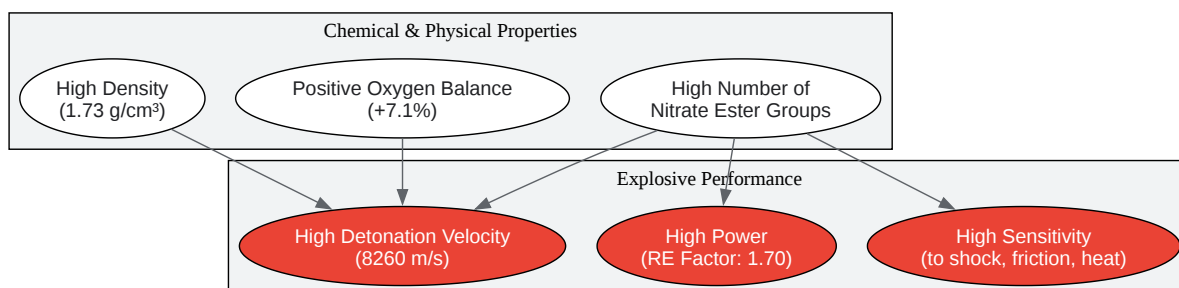 Chemical & Physical Properties
High Density
(1.73 g/cm³)
Positive Oxygen Balance
(+7.1%)
High Number of
Nitrate Ester Groups
Explosive Performance
High Detonation Velocity
(8260 m/s)
High Power
(RE Factor: 1.70)
High Sensitivity
(to shock, friction, heat)